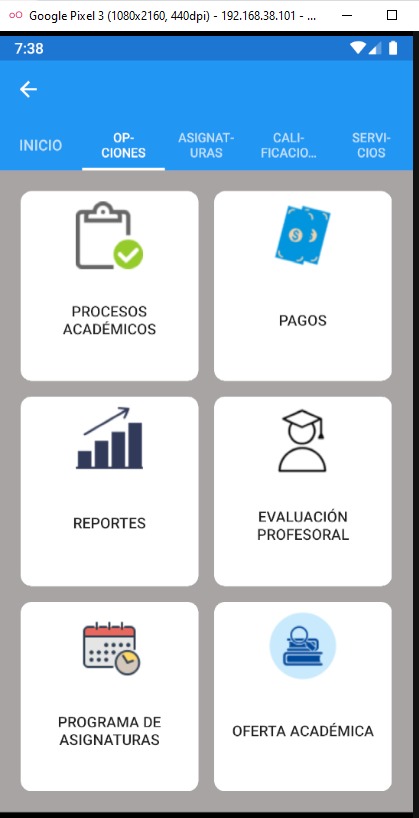 Google Pixel 3 (1080x2160, 440dpi) - 192.168.38.101 - ...
7:38
INICIO
OP-
CIONES
ASIGNAT-
URAS
CALI-
FICACIO...
SERVI-
CIOS
PROCESOS
ACADÉMICOS
PAGOS
REPORTES
EVALUACIÓN
PROFESORAL
PROGRAMA DE
ASIGNATURAS
OFERTA ACADÉMICA